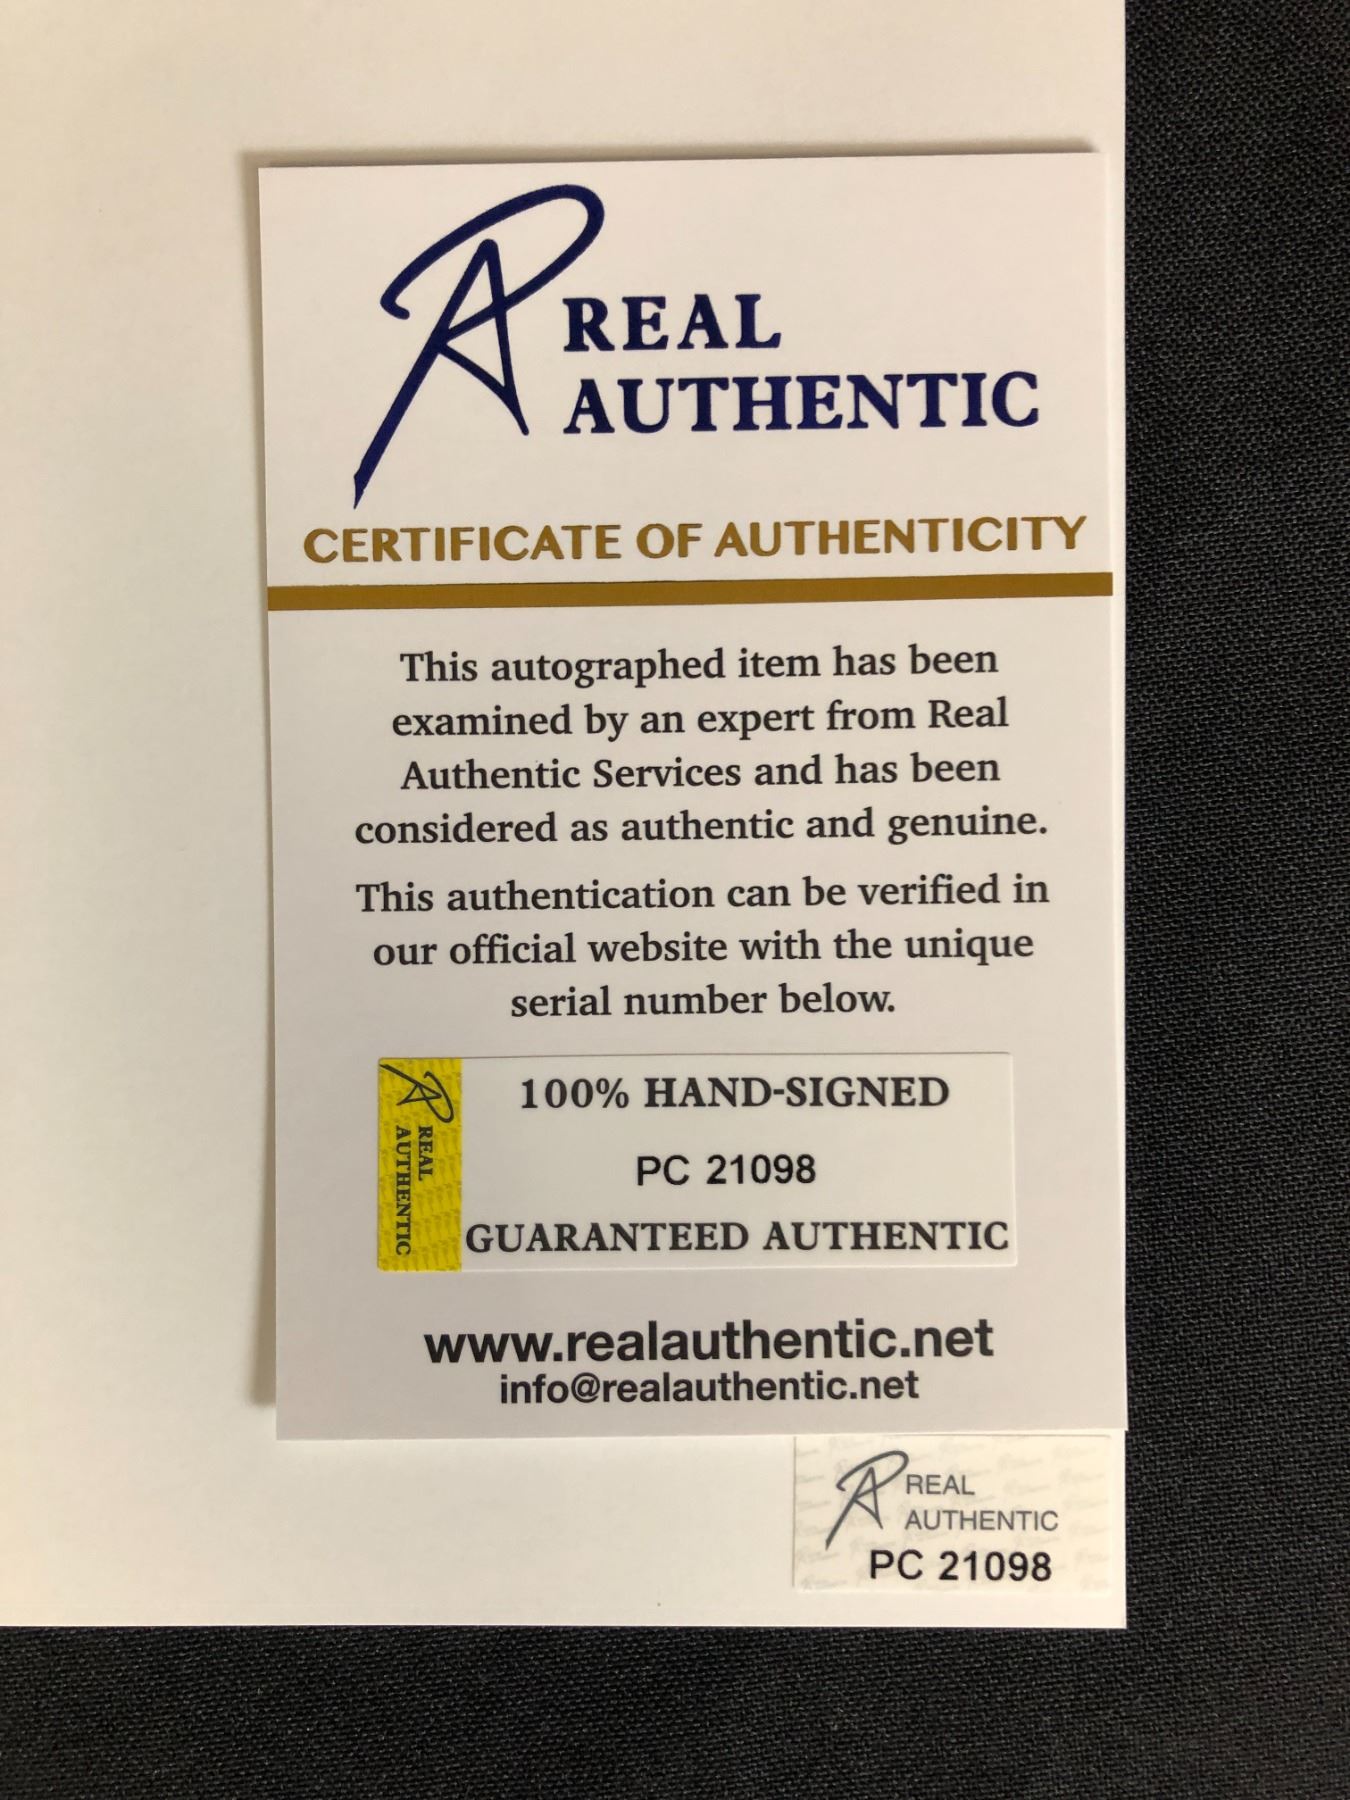 REAL
AUTHENTIC
CERTIFICATE OF AUTHENTICITY
This autographed item has been
examined by an expert from Real
Authentic Services and has been
considered as authentic and genuine.
This authentication can be verified in
our official website with the unique
serial number below.
REAL
AUTHENTIC
100% HAND-SIGNED
PC 21098
GUARANTEED AUTHENTIC
www.realauthentic.net
info@realauthentic.net
REAL
AUTHENTIC
PC 21098